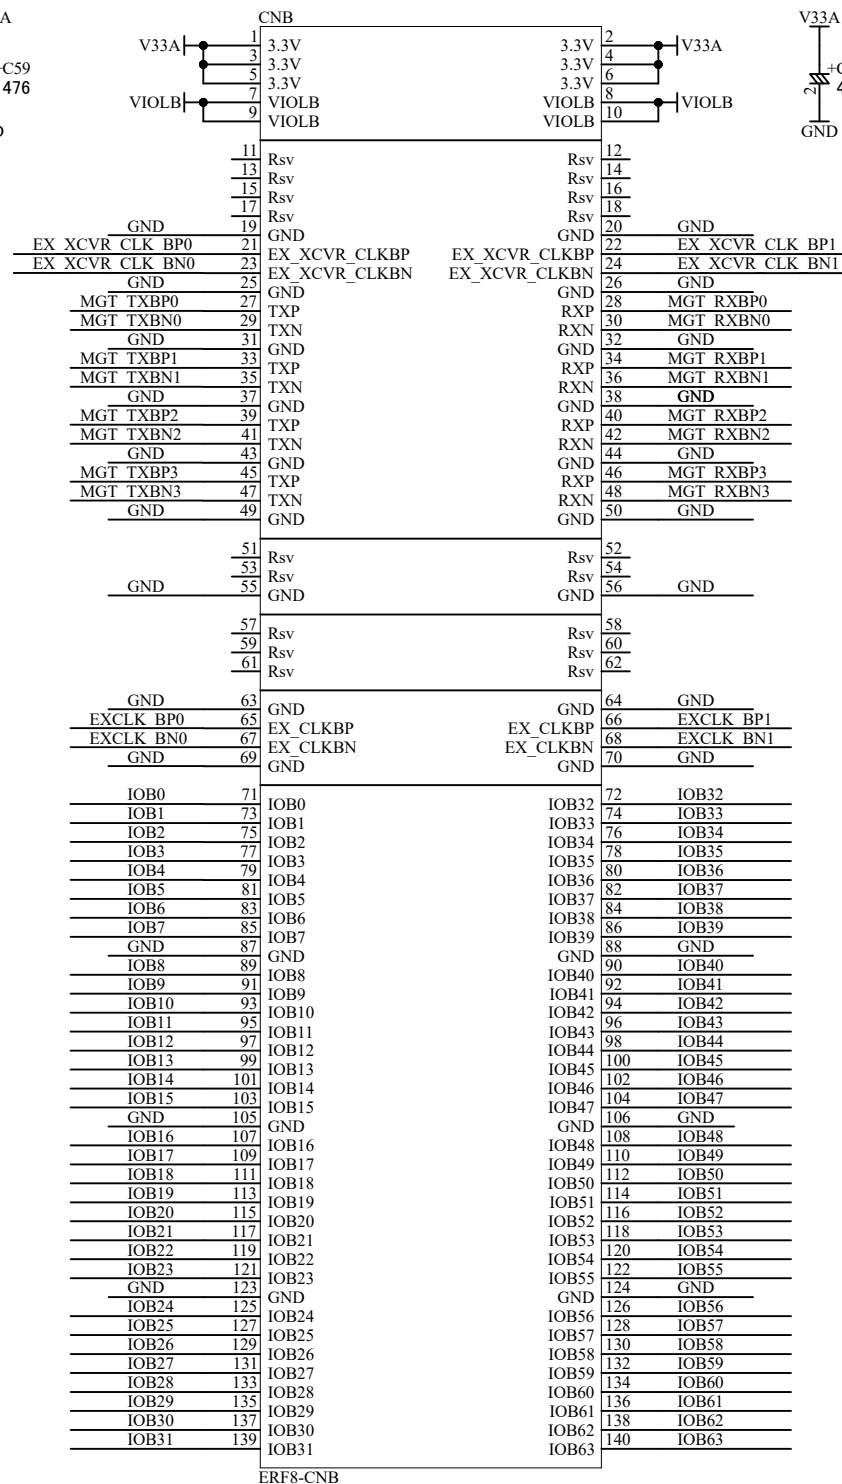 A CNB V33A
V33A 1 3.3V 3.3V 2 V33A
3 3.3V 3.3V 4
+C59 5 3.3V 3.3V 6 +C
476 VIOLB 7 VIOLB VIOLB 8 VIOLB 2 4
9 VIOLB VIOLB 10
GND
11 Rsv Rsv 12
13 Rsv Rsv 14
15 Rsv Rsv 16
17 Rsv Rsv 18
GND 19 GND GND 20 GND
EX_XCVR_CLK_BP0 21 EX_XCVR_CLKBP EX_XCVR_CLKBP 22 EX_XCVR_CLK_BP1
EX_XCVR_CLK_BN0 23 EX_XCVR_CLKBN EX_XCVR_CLKBN 24 EX_XCVR_CLK_BN1
GND 25 GND GND 26 GND
MGT_TXBP0 27 TXP RXP 28 MGT_RXBP0
MGT_TXBN0 29 TXN RXN 30 MGT_RXBN0
GND 31 GND GND 32 GND
MGT_TXBP1 33 TXP RXP 34 MGT_RXBP1
MGT_TXBN1 35 TXN RXN 36 MGT_RXBN1
GND 37 GND GND 38 GND
MGT_TXBP2 39 TXP RXP 40 MGT_RXBP2
MGT_TXBN2 41 TXN RXN 42 MGT_RXBN2
GND 43 GND GND 44 GND
MGT_TXBP3 45 TXP RXP 46 MGT_RXBP3
MGT_TXBN3 47 TXN RXN 48 MGT_RXBN3
GND 49 GND GND 50 GND
51 Rsv Rsv 52
53 Rsv Rsv 54
GND 55 GND GND 56 GND
57 Rsv Rsv 58
59 Rsv Rsv 60
61 Rsv Rsv 62
GND 63 GND GND 64 GND
EXCLK_BP0 65 EX_CLKBP EX_CLKBP 66 EXCLK_BP1
EXCLK_BN0 67 EX_CLKBN EX_CLKBN 68 EXCLK_BN1
GND 69 GND GND 70 GND
IOB0 71 IOB0 IOB32 72 IOB32
IOB1 73 IOB1 IOB33 74 IOB33
IOB2 75 IOB2 IOB34 76 IOB34
IOB3 77 IOB3 IOB35 78 IOB35
IOB4 79 IOB4 IOB36 80 IOB36
IOB5 81 IOB5 IOB37 82 IOB37
IOB6 83 IOB6 IOB38 84 IOB38
IOB7 85 IOB7 IOB39 86 IOB39
GND 87 GND GND 88 GND
IOB8 89 IOB8 IOB40 90 IOB40
IOB9 91 IOB9 IOB41 92 IOB41
IOB10 93 IOB10 IOB42 94 IOB42
IOB11 95 IOB11 IOB43 96 IOB43
IOB12 97 IOB12 IOB44 98 IOB44
IOB13 99 IOB13 IOB45 100 IOB45
IOB14 101 IOB14 IOB46 102 IOB46
IOB15 103 IOB15 IOB47 104 IOB47
GND 105 GND GND 106 GND
IOB16 107 IOB16 IOB48 108 IOB48
IOB17 109 IOB17 IOB49 110 IOB49
IOB18 111 IOB18 IOB50 112 IOB50
IOB19 113 IOB19 IOB51 114 IOB51
IOB20 115 IOB20 IOB52 116 IOB52
IOB21 117 IOB21 IOB53 118 IOB53
IOB22 119 IOB22 IOB54 120 IOB54
IOB23 121 IOB23 IOB55 122 IOB55
GND 123 GND GND 124 GND
IOB24 125 IOB24 IOB56 126 IOB56
IOB25 127 IOB25 IOB57 128 IOB57
IOB26 129 IOB26 IOB58 130 IOB58
IOB27 131 IOB27 IOB59 132 IOB59
IOB28 133 IOB28 IOB60 134 IOB60
IOB29 135 IOB29 IOB61 136 IOB61
IOB30 137 IOB30 IOB62 138 IOB62
IOB31 139 IOB31 IOB63 140 IOB63
ERF8-CNB